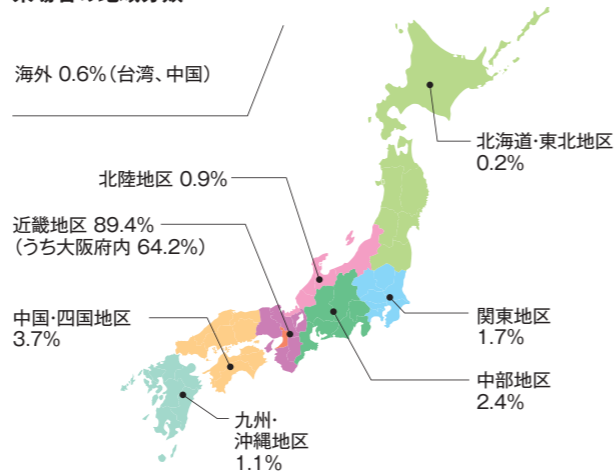 海外 0.6%（台湾、中国）
北海道・東北地区
0.2%
北陸地区 0.9%
近畿地区 89.4%
（うち大阪府内 64.2%）
中国・四国地区
3.7%
関東地区
1.7%
中部地区
2.4%
九州・
沖縄地区
1.1%